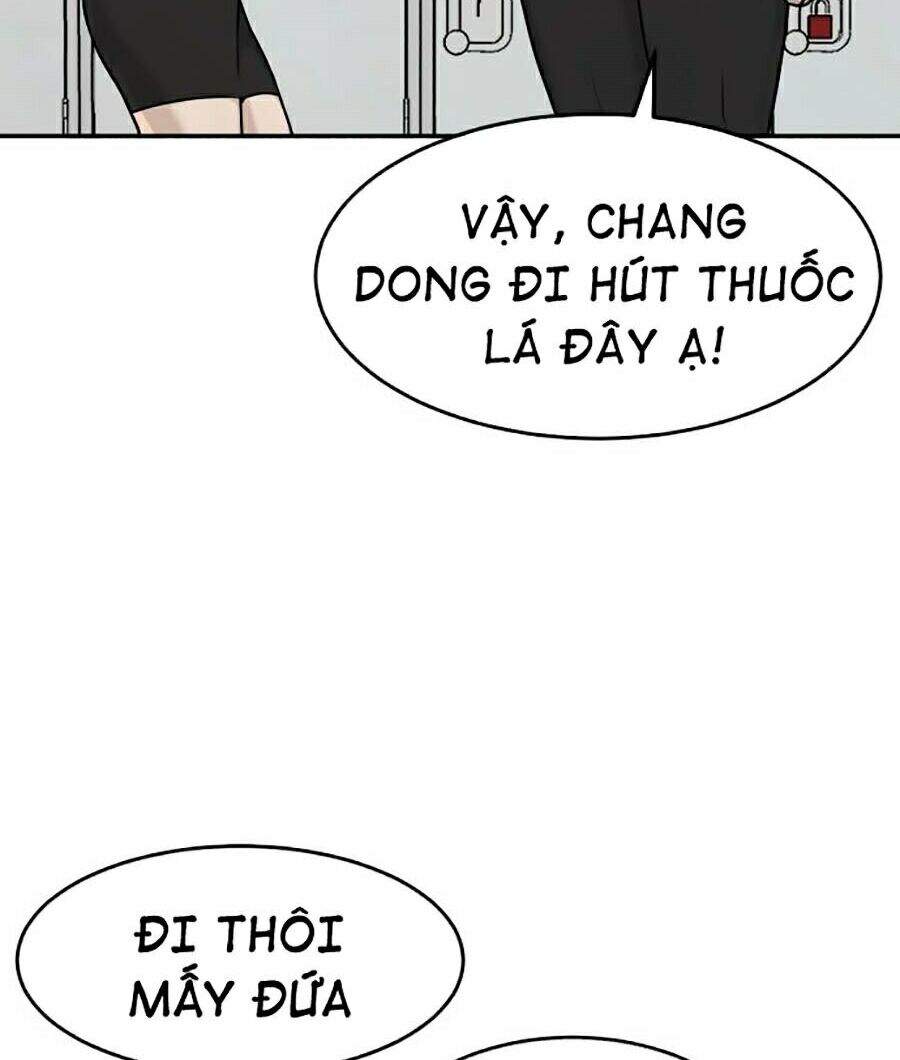 VẬY, CHANG
DONG ĐI HÚT THUỐC
LÁ ĐÂY Ạ!
ĐI THÔI
MẤY ĐỨA